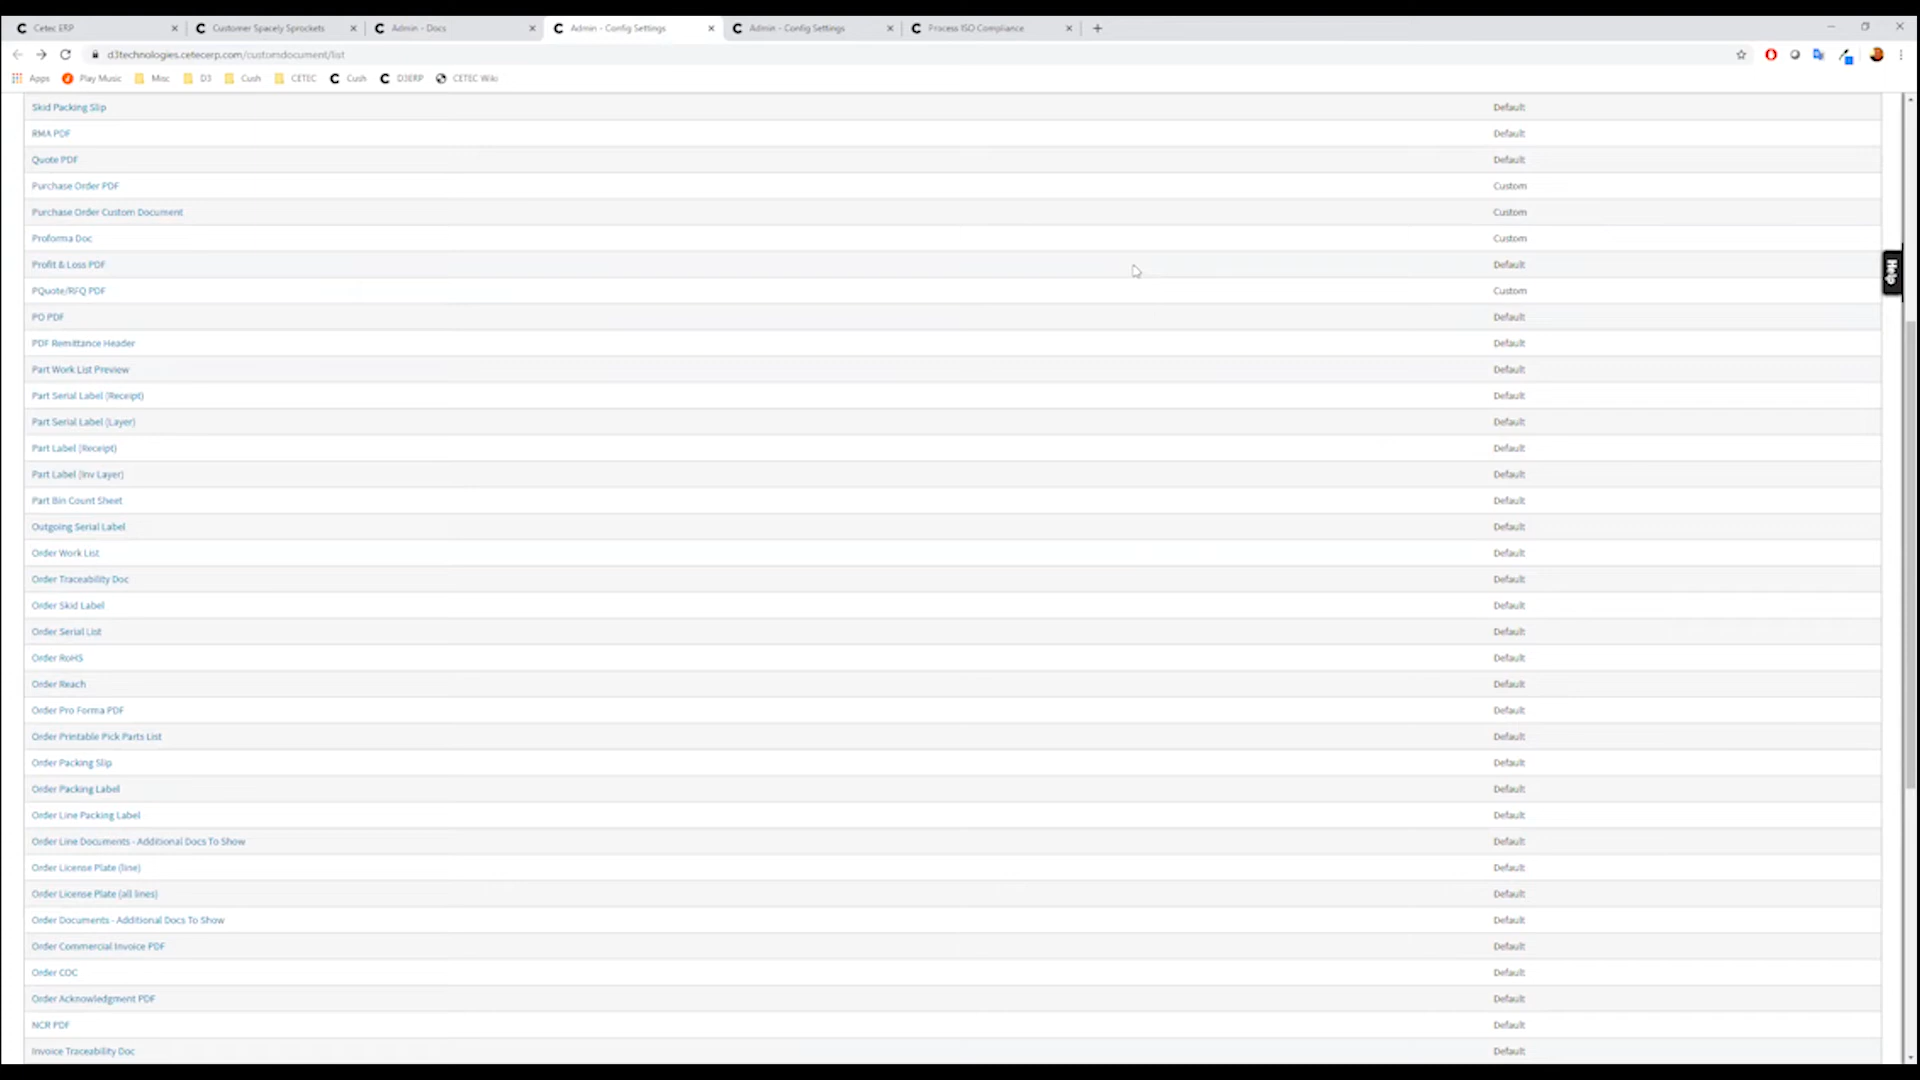 Cetec ERP
Customer Spacely Sprockets
Admin - Docs
Admin - Config Settings
Admin - Config Settings
Process ISO Compliance
d3technologies.cetecerp.com/customdocument/list
Apps
Play Music
Misc
D3
Cush
CETEC
Cush
D3ERP
CETEC Wiki
Skid Packing Slip Default
RMA PDF Default
Quote PDF Default
Purchase Order PDF Custom
Purchase Order Custom Document Custom
Proforma Doc Custom
Profit & Loss PDF Default
PQuote/RFQ PDF Custom
PO PDF Default
PDF Remittance Header Default
Part Work List Preview Default
Part Serial Label (Receipt) Default
Part Serial Label (Layer) Default
Part Label (Receipt) Default
Part Label (Inv Layer) Default
Part Bin Count Sheet Default
Outgoing Serial Label Default
Order Work List Default
Order Traceability Doc Default
Order Skid Label Default
Order Serial List Default
Order RoHS Default
Order Reach Default
Order Pro Forma PDF Default
Order Printable Pick Parts List Default
Order Packing Slip Default
Order Packing Label Default
Order Line Packing Label Default
Order Line Documents - Additional Docs To Show Default
Order License Plate (line) Default
Order License Plate (all lines) Default
Order Documents - Additional Docs To Show Default
Order Commercial Invoice PDF Default
Order COC Default
Order Acknowledgment PDF Default
NCR PDF Default
Invoice Traceability Doc Default
Help